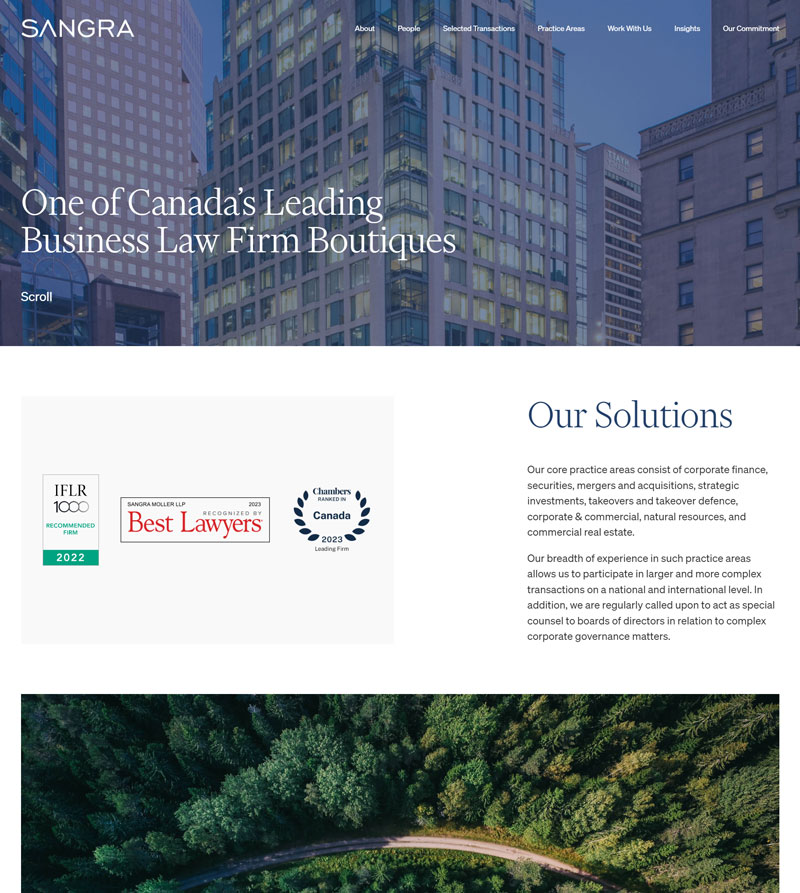 SANGRA
About People Selected Transactions Practice Areas Work With Us Insights Our Commitment
One of Canada's Leading
Business Law Firm Boutiques
Scroll
IFLR
1000
RECOMMENDED
FIRM
2022
SANGRA MOLLER LLP 2023
RECOGNIZED BY
Best Lawyers
Chambers
RANKED IN
Canada
2023
Leading Firm
Our Solutions
Our core practice areas consist of corporate finance,
securities, mergers and acquisitions, strategic
investments, takeovers and takeover defence,
corporate & commercial, natural resources, and
commercial real estate.
Our breadth of experience in such practice areas
allows us to participate in larger and more complex
transactions on a national and international level. In
addition, we are regularly called upon to act as special
counsel to boards of directors in relation to complex
corporate governance matters.